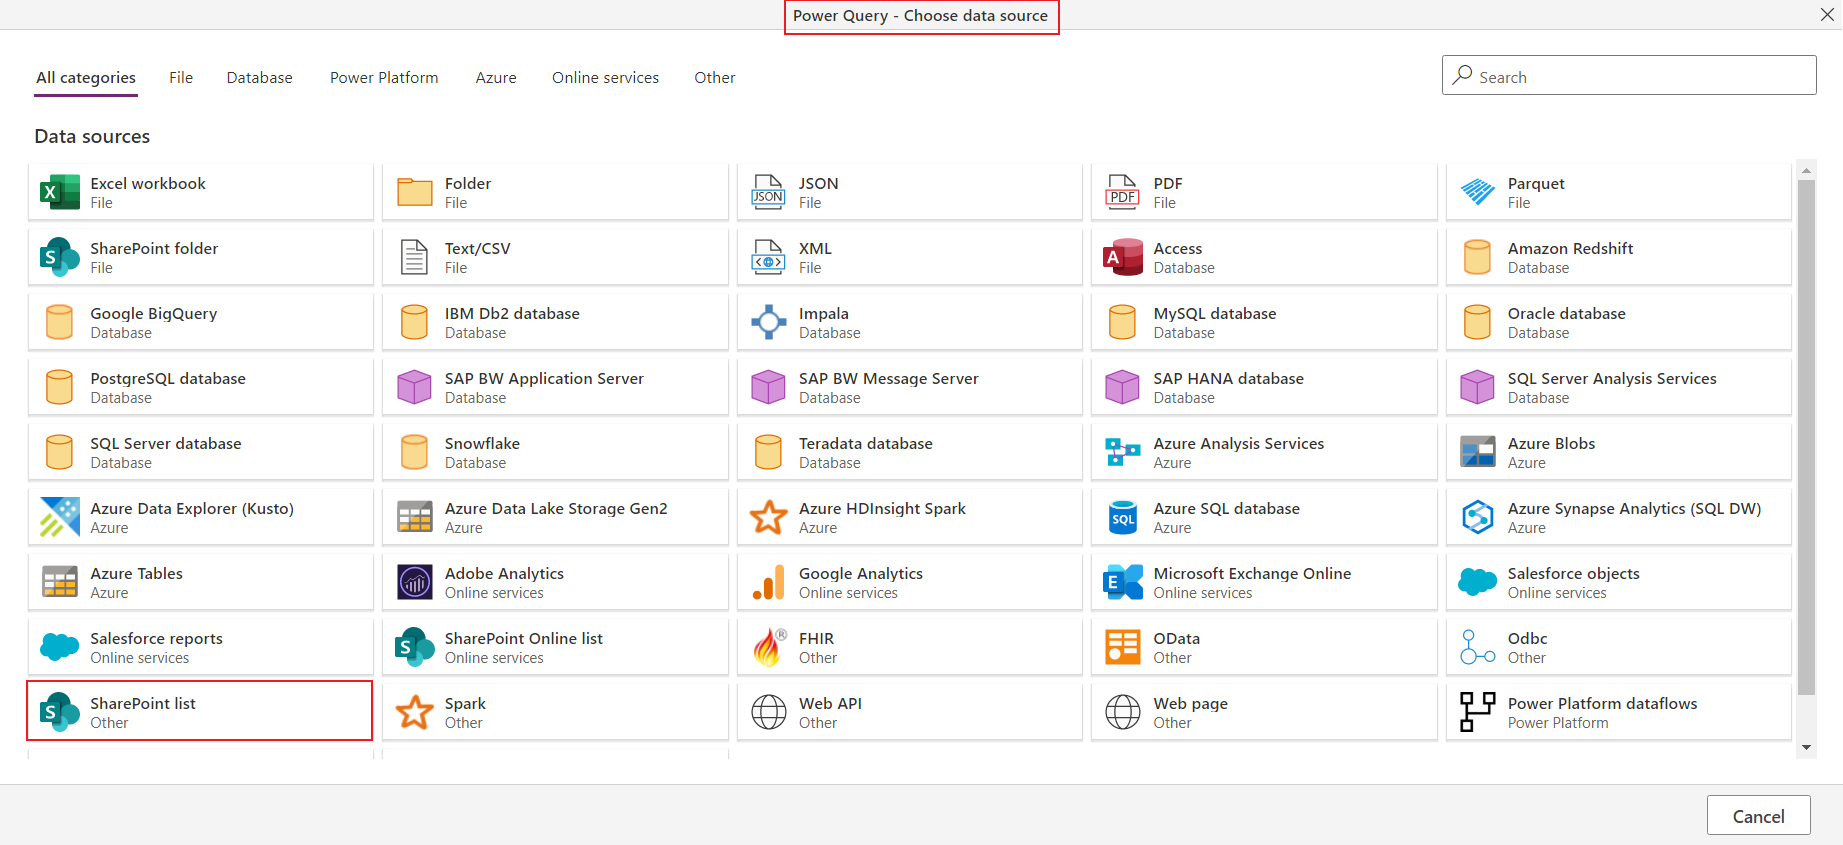 Power Query - Choose data source
All categories File Database Power Platform Azure Online services Other Search
Data sources
Excel workbook
File
Folder
File
JSON
JSON
File
PDF
PDF
File
Parquet
File
SharePoint folder
File
Text/CSV
File
XML
File
Access
Database
Amazon Redshift
Database
Google BigQuery
Database
IBM Db2 database
Database
Impala
Database
MySQL database
Database
Oracle database
Database
PostgreSQL database
Database
SAP BW Application Server
Database
SAP BW Message Server
Database
SAP HANA database
Database
SQL Server Analysis Services
Database
SQL Server database
Database
Snowflake
Database
Teradata database
Database
Azure Analysis Services
Azure
Azure Blobs
Azure
Azure Data Explorer (Kusto)
Azure
Azure Data Lake Storage Gen2
Azure
Azure HDInsight Spark
Azure
SQL
Azure SQL database
Azure
Azure Synapse Analytics (SQL DW)
Azure
Azure Tables
Azure
Adobe Analytics
Online services
Google Analytics
Online services
Microsoft Exchange Online
Online services
Salesforce objects
Online services
Salesforce reports
Online services
SharePoint Online list
Online services
FHIR
Other
OData
Other
Odbc
Other
SharePoint list
Other
Spark
Other
Web API
Other
Web page
Other
Power Platform dataflows
Power Platform
Cancel